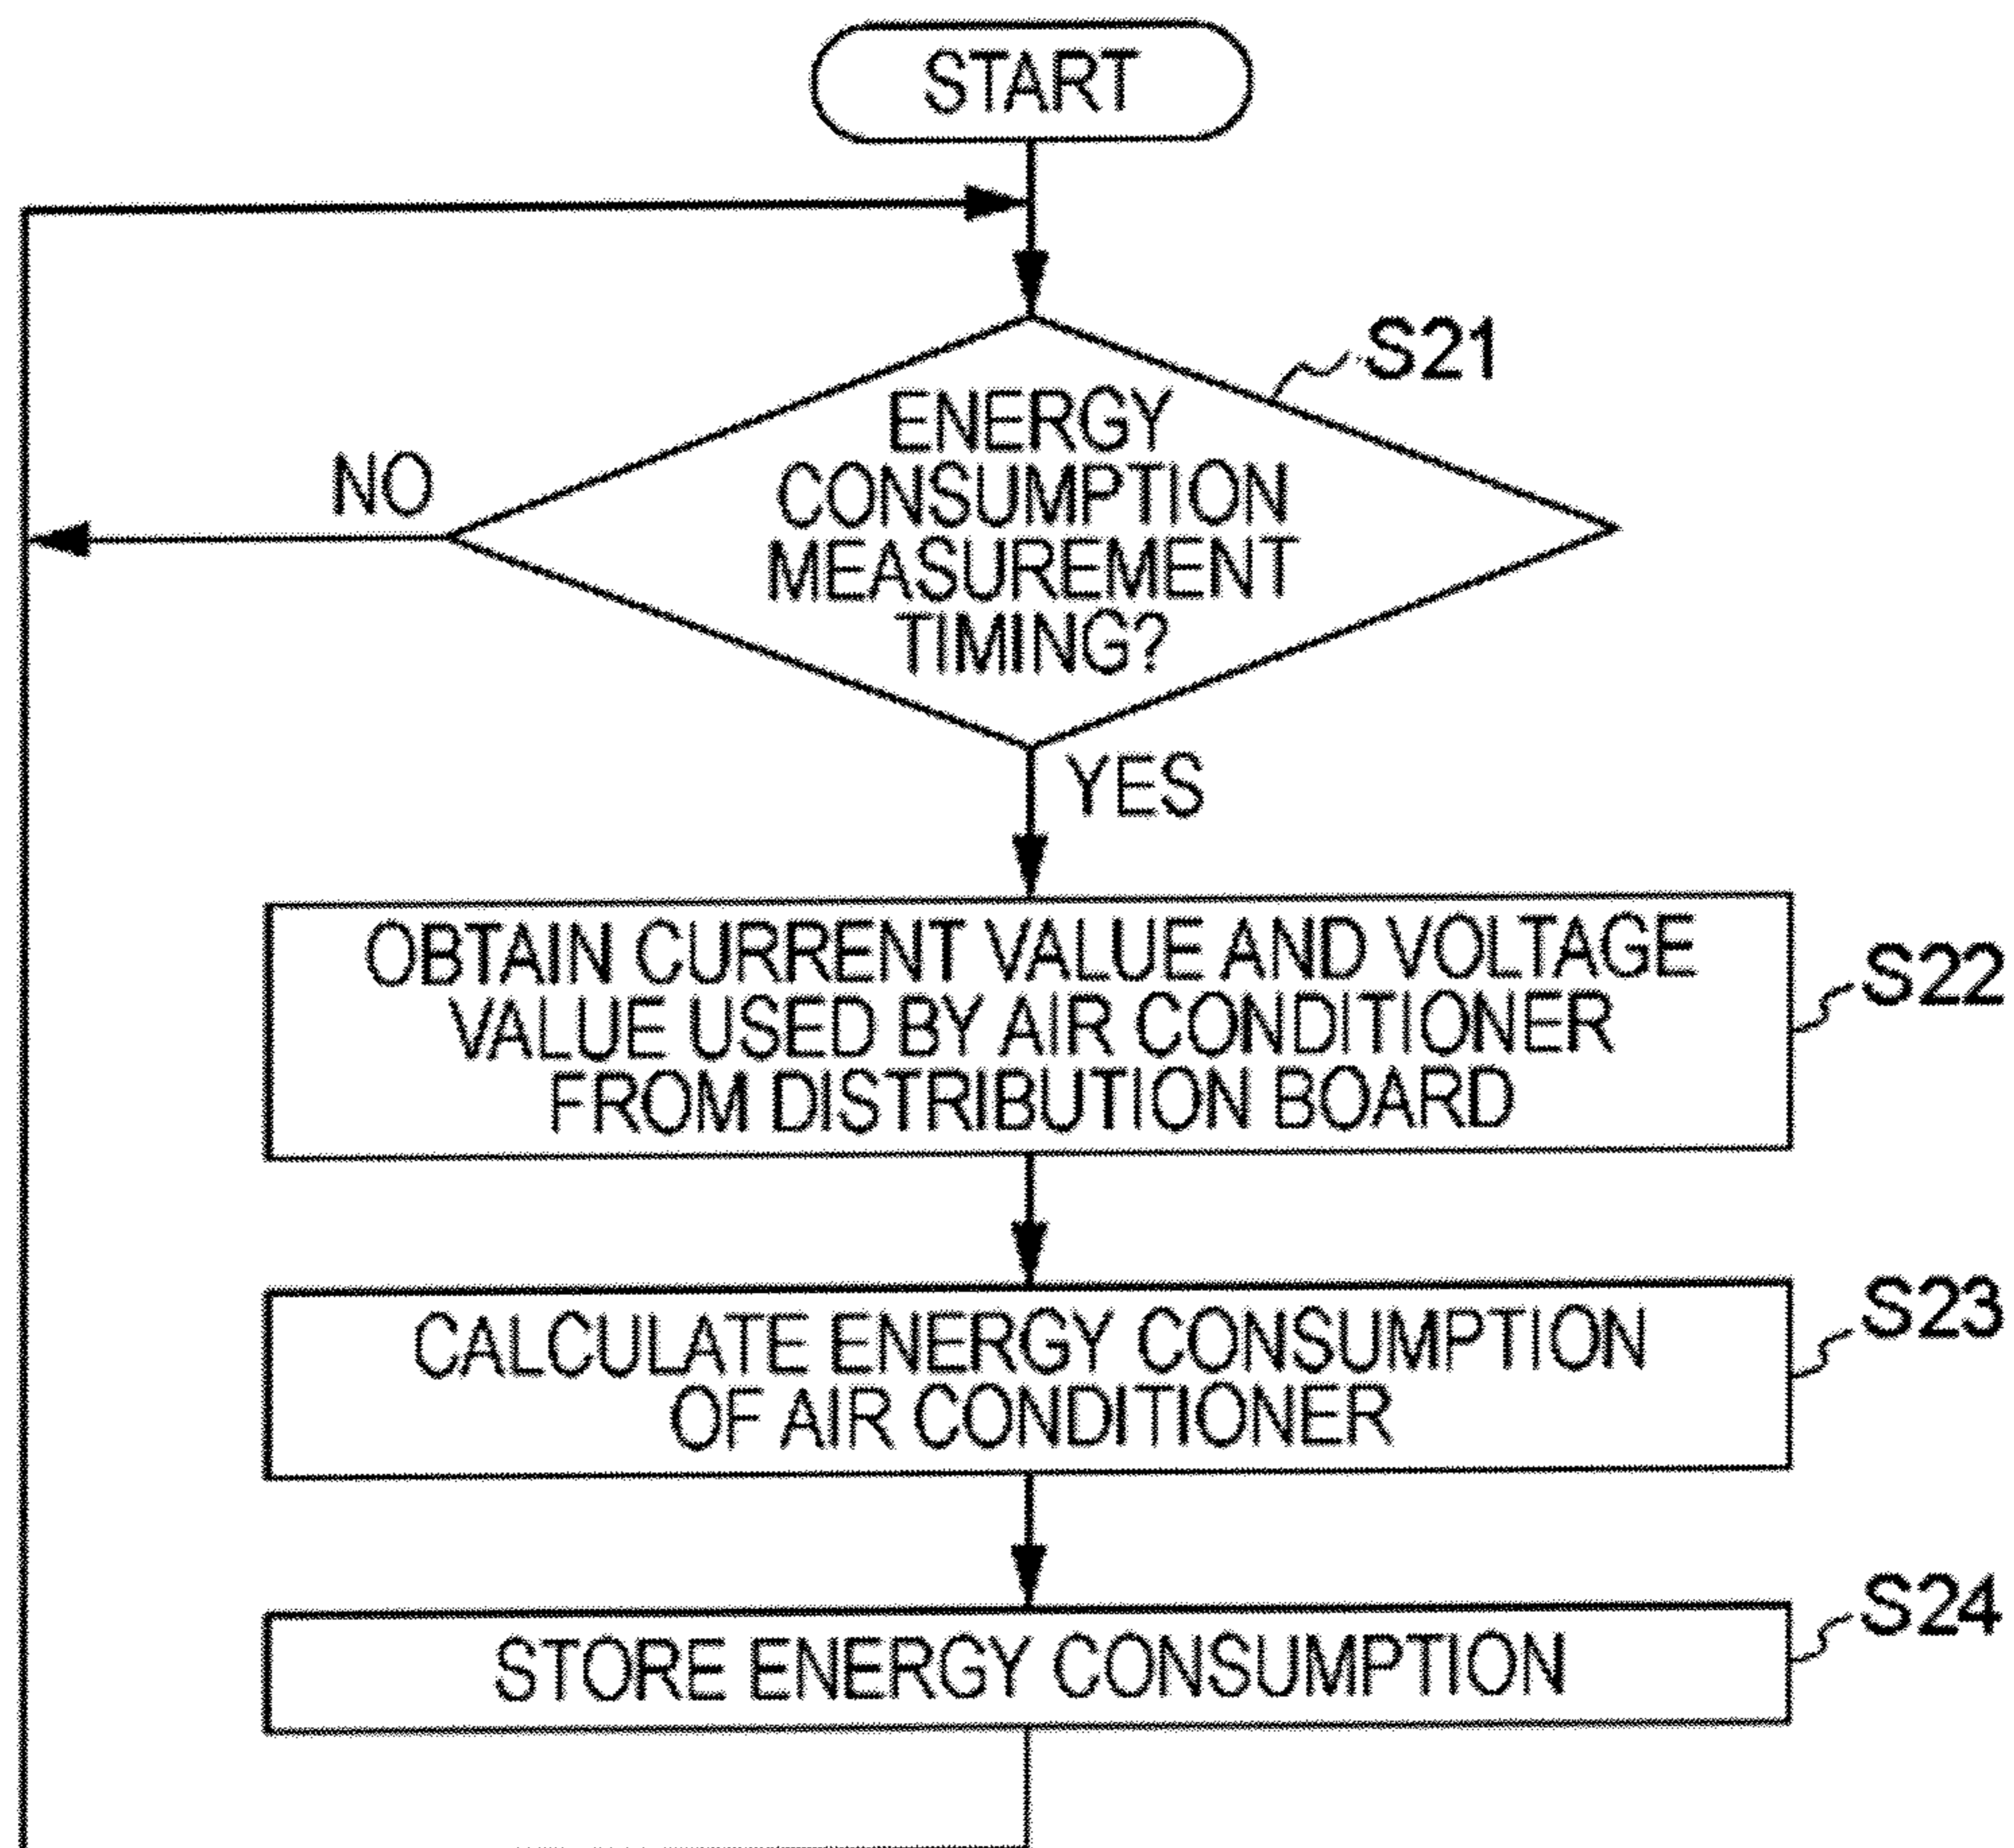 START
S21
ENERGY
CONSUMPTION
MEASUREMENT
TIMING?
NO
YES
OBTAIN CURRENT VALUE AND VOLTAGE
VALUE USED BY AIR CONDITIONER
FROM DISTRIBUTION BOARD
S22
CALCULATE ENERGY CONSUMPTION
OF AIR CONDITIONER
S23
STORE ENERGY CONSUMPTION
S24